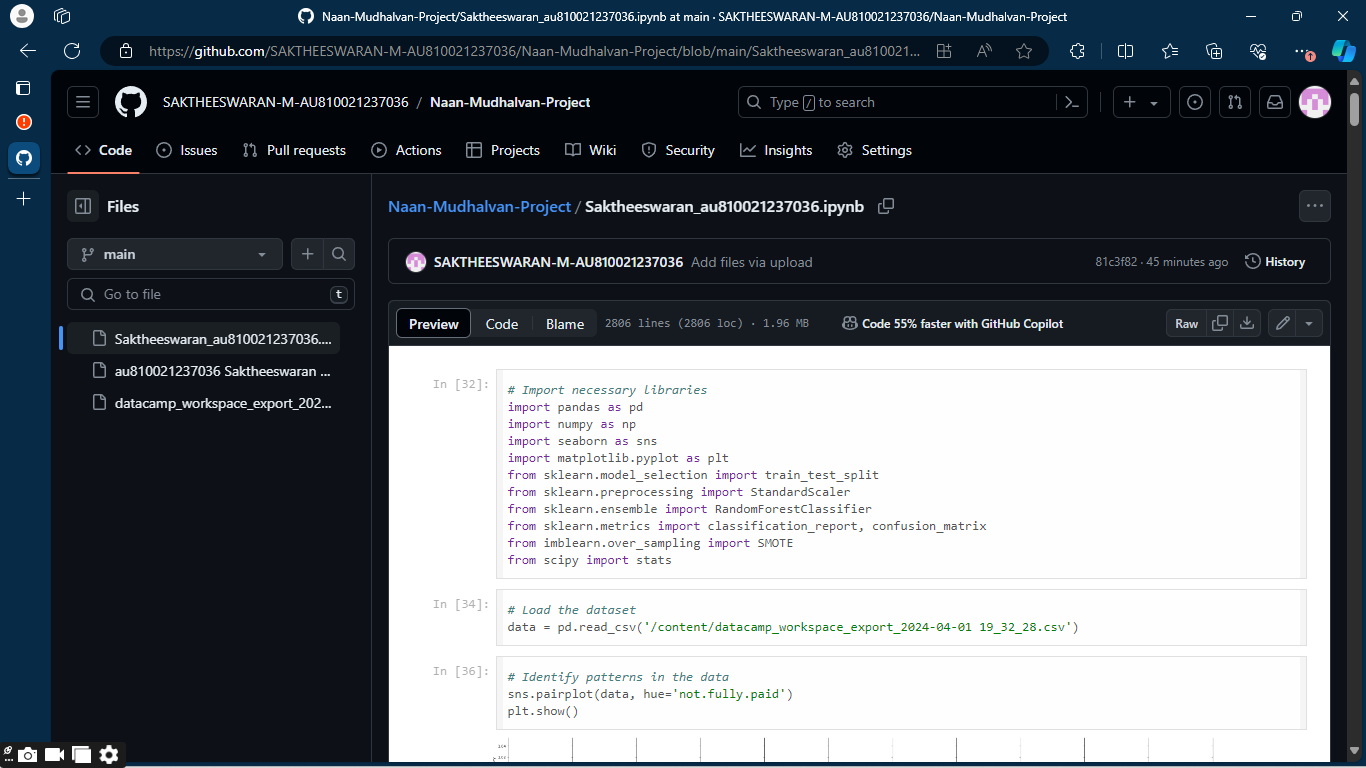 Naan-Mudhalvan-Project/Saktheeswaran_au810021237036.ipynb at main · SAKTHEESWARAN-M-AU810021237036/Naan-Mudhalvan-Project
https://github.com/SAKTHEESWARAN-M-AU810021237036/Naan-Mudhalvan-Project/blob/main/Saktheeswaran_au810021...
SAKTHEESWARAN-M-AU810021237036 / Naan-Mudhalvan-Project
Type / to search
Code Issues Pull requests Actions Projects Wiki Security Insights Settings
Files
main
Go to file t
Saktheeswaran_au810021237036....
au810021237036 Saktheeswaran ...
datacamp_workspace_export_202...
Naan-Mudhalvan-Project / Saktheeswaran_au810021237036.ipynb
SAKTHEESWARAN-M-AU810021237036 Add files via upload 81c3f82 · 45 minutes ago History
Preview Code Blame 2806 lines (2806 loc) · 1.96 MB Code 55% faster with GitHub Copilot Raw
In [32]:
# Import necessary libraries
import pandas as pd
import numpy as np
import seaborn as sns
import matplotlib.pyplot as plt
from sklearn.model_selection import train_test_split
from sklearn.preprocessing import StandardScaler
from sklearn.ensemble import RandomForestClassifier
from sklearn.metrics import classification_report, confusion_matrix
from imblearn.over_sampling import SMOTE
from scipy import stats
In [34]:
# Load the dataset
data = pd.read_csv('/content/datacamp_workspace_export_2024-04-01 19_32_28.csv')
In [36]:
# Identify patterns in the data
sns.pairplot(data, hue='not.fully.paid')
plt.show()